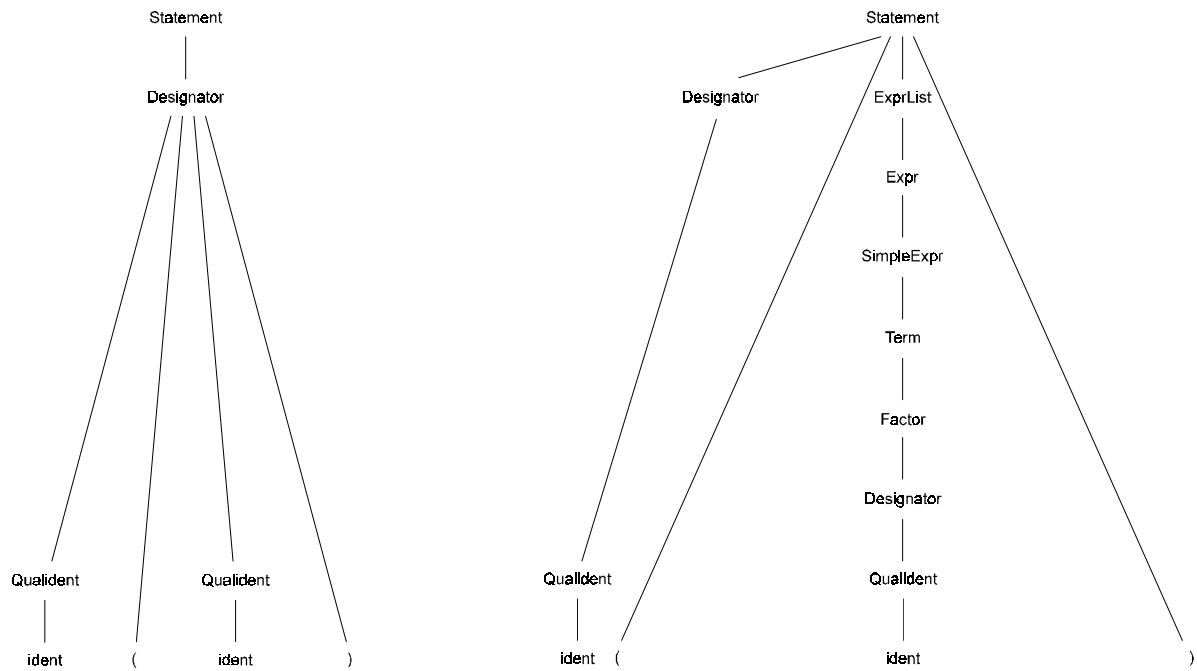 Statement
Designator
Qualident
Qualident
ident
(
ident
)
Statement
Designator
ExprList
Expr
SimpleExpr
Term
Factor
Designator
QualIdent
QualIdent
ident
(
ident
)